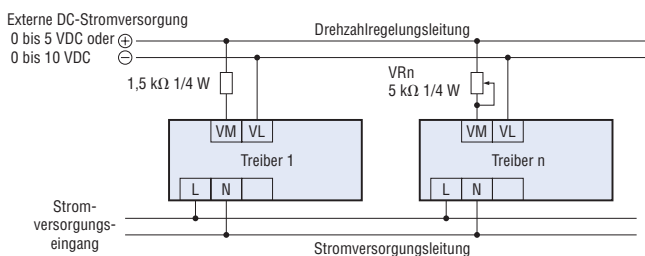 Externe DC-Stromversorgung
0 bis 5 VDC oder ⊕
0 bis 10 VDC ⊖
Drehzahlregelungsleitung
1,5 kΩ 1/4 W
VRn
5 kΩ 1/4 W
VM VL
VM VL
Treiber 1
Treiber n
L N
L N
Strom-
versorgungs-
eingang
Stromversorgungsleitung